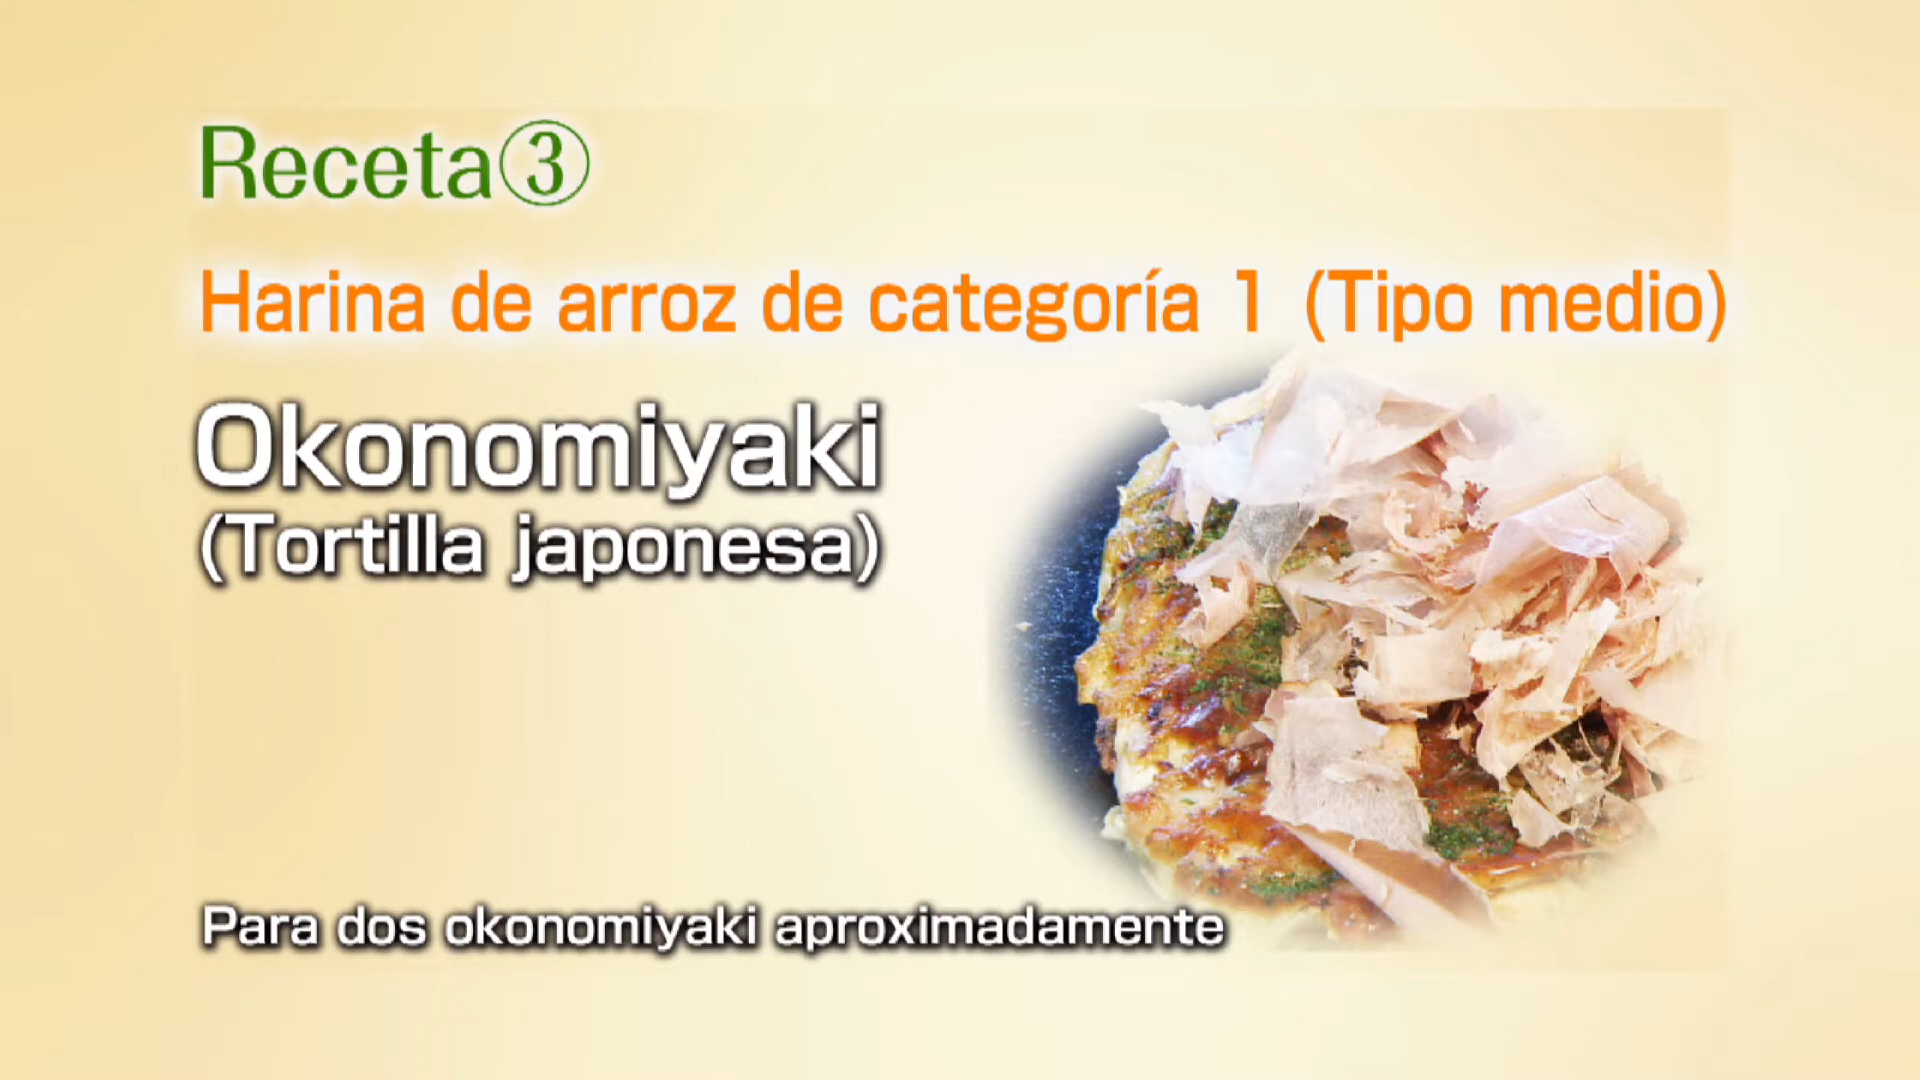 Receta③
Harina de arroz de categoría 1 (Tipo medio)
Okonomiyaki
(Tortilla japonesa)
Para dos okonomiyaki aproximadamente